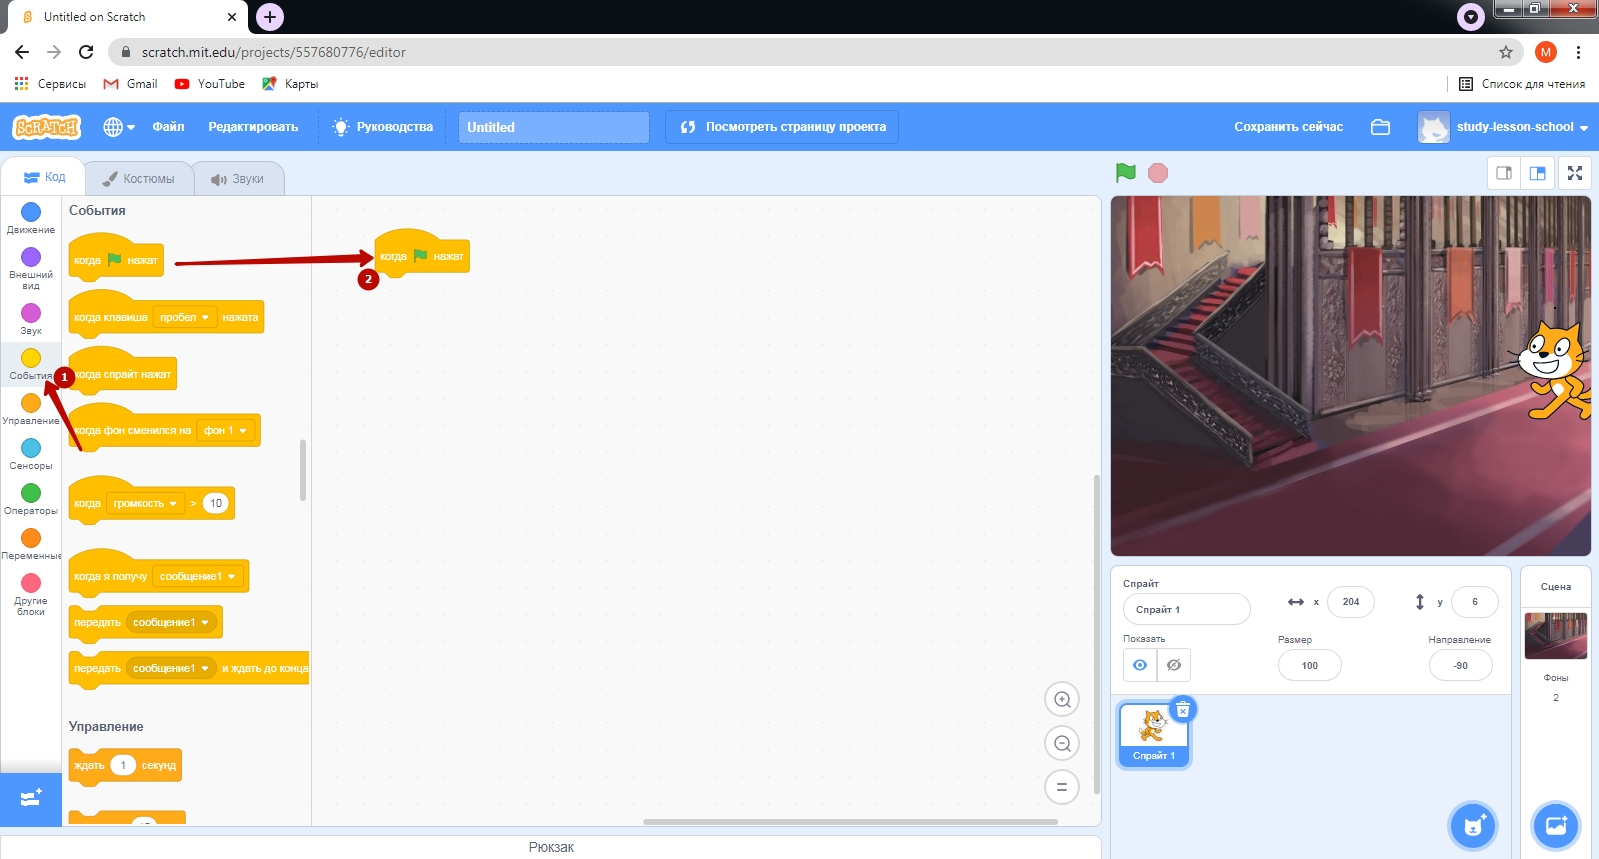 Untitled on Scratch
scratch.mit.edu/projects/557680776/editor
M
Сервисы
Gmail
YouTube
Карты
Список для чтения
SCRATCH
Файл
Редактировать
Руководства
Untitled
Посмотреть страницу проекта
Сохранить сейчас
study-lesson-school
Код
Костюмы
Звуки
Движение
Внешний
вид
Звук
События
Управление
Сенсоры
Операторы
Переменные
Другие
блоки
События
когда нажат
когда клавиша пробел нажата
когда спрайт нажат
когда фон сменился на фон 1
когда громкость > 10
когда я получу сообщение1
передать сообщение1
передать сообщение1 и ждать до конца
Управление
ждать 1 секунд
1
2
когда нажат
Спрайт
Спрайт 1
x 204
y 6
Показать
Размер
100
Направление
-90
Спрайт 1
Сцена
Фоны
2
Рюкзак